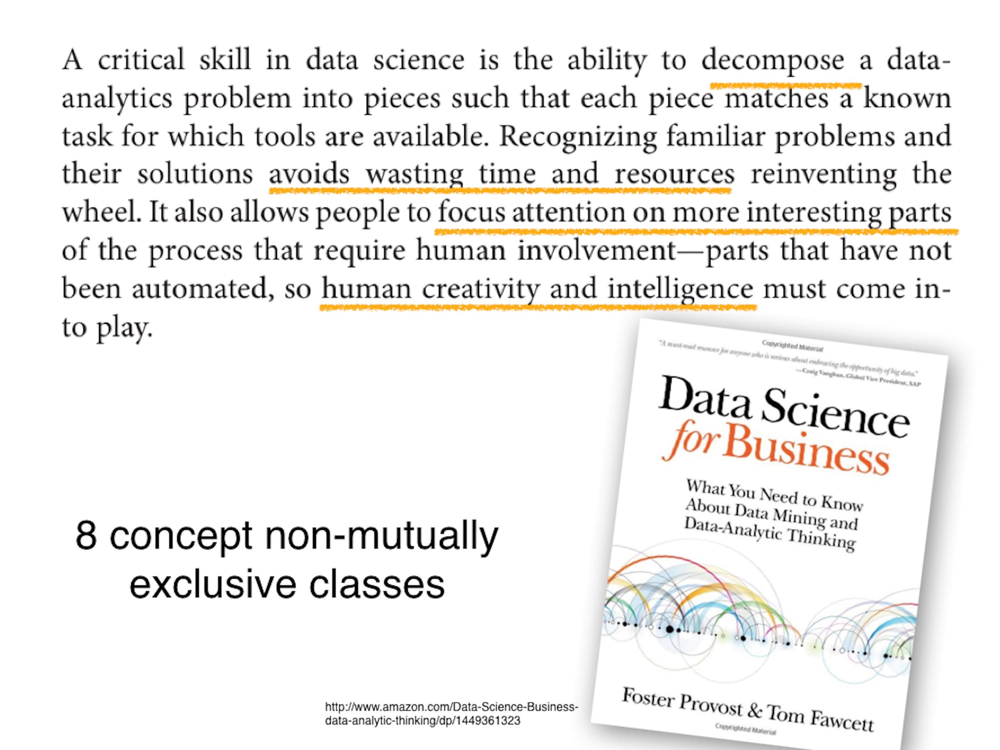 A critical skill in data science is the ability to decompose a data-
analytics problem into pieces such that each piece matches a known
task for which tools are available. Recognizing familiar problems and
their solutions avoids wasting time and resources reinventing the
wheel. It also allows people to focus attention on more interesting parts
of the process that require human involvement—parts that have not
been automated, so human creativity and intelligence must come in-
to play.
8 concept non-mutually
exclusive classes
http://www.amazon.com/Data-Science-Business-
data-analytic-thinking/dp/1449361323
Copyrighted Material
"A must-read resource for anyone who is serious about embracing the opportunity of big data."
—Craig Vaughan, Global Vice President, SAP
Data Science
for Business
What You Need to Know
About Data Mining and
Data-Analytic Thinking
Foster Provost & Tom Fawcett
Copyrighted Material